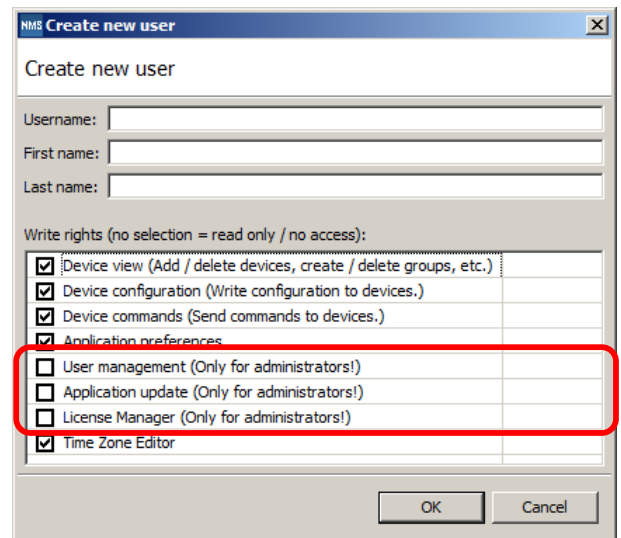 NMS Create new user
Create new user
Username:
First name:
Last name:
Write rights (no selection = read only / no access):
Device view (Add / delete devices, create / delete groups, etc.)
Device configuration (Write configuration to devices.)
Device commands (Send commands to devices.)
Application preferences
User management (Only for administrators!)
Application update (Only for administrators!)
License Manager (Only for administrators!)
Time Zone Editor
OK Cancel